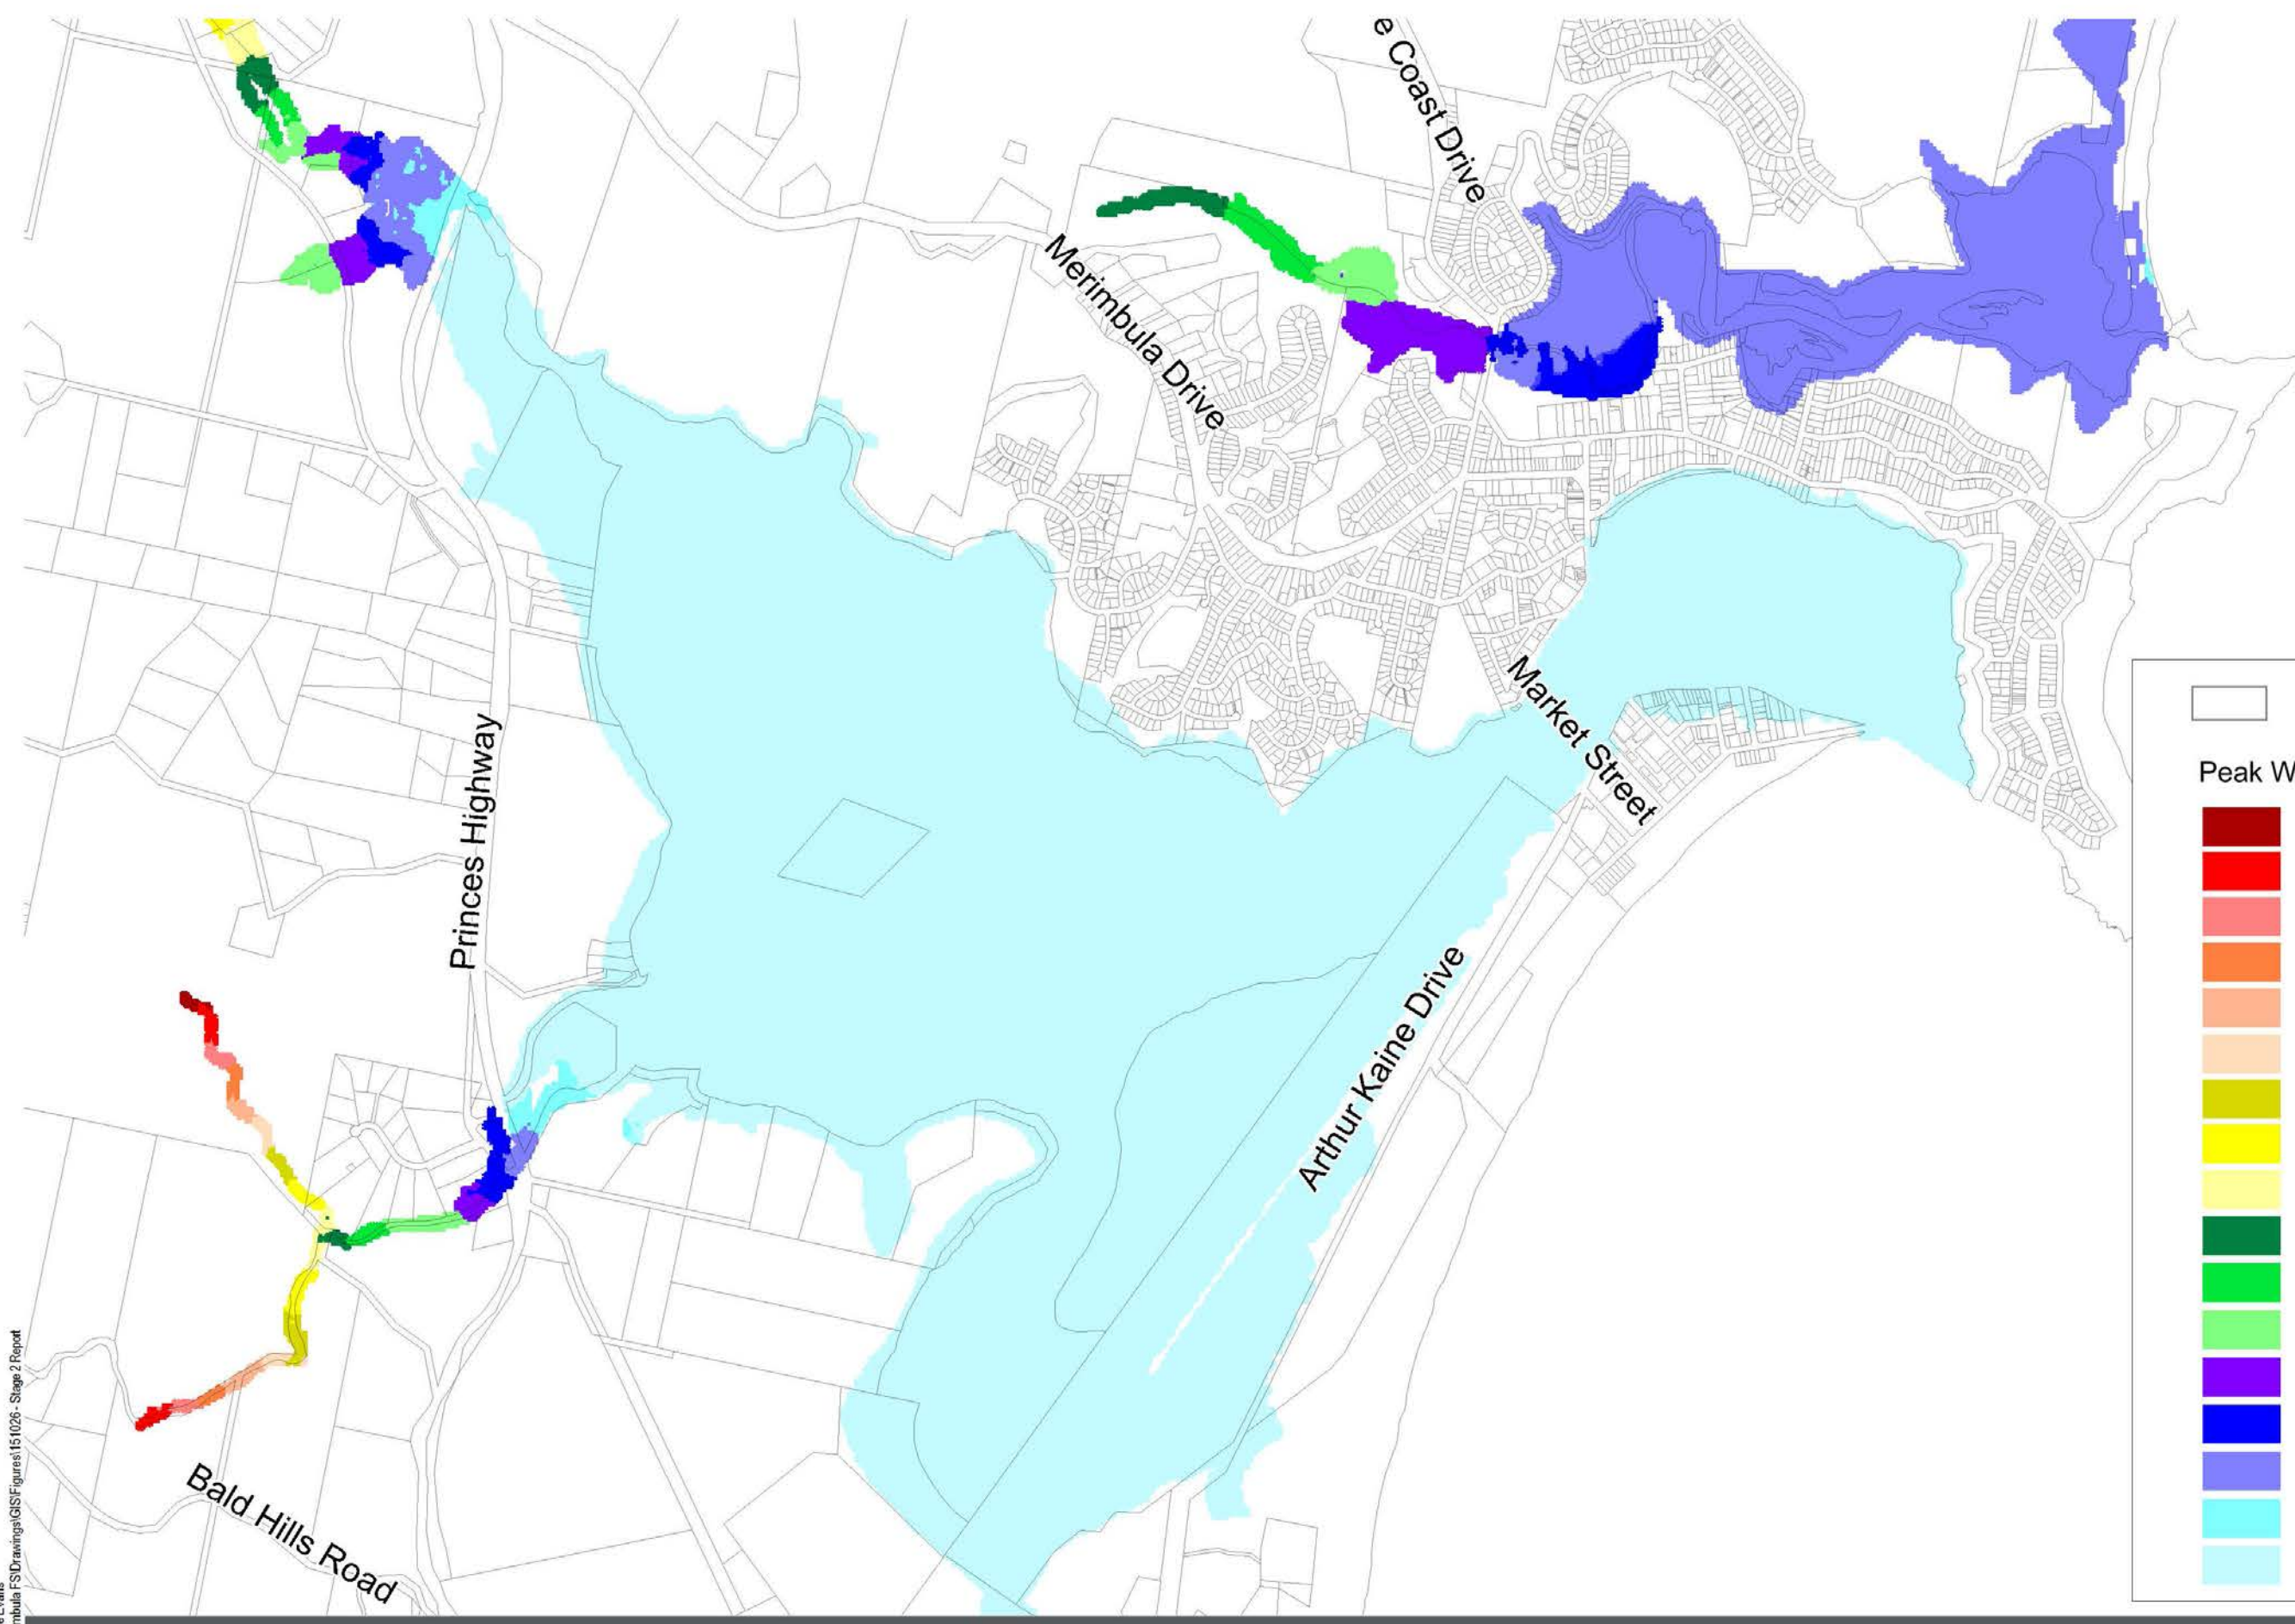 e Coast Drive
Merimbula Drive
Market Street
Princes Highway
Peak W
Arthur Kaine Drive
Bald Hills Road
mbula FS\Drawings\GIS\Figures\151026 - Stage 2 Report